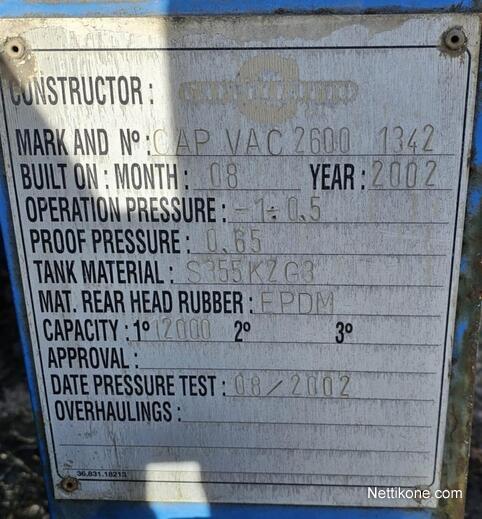 CONSTRUCTOR :
MARK AND Nº : CAP VAC 2600 1342
BUILT ON : MONTH : 08 YEAR : 2002
OPERATION PRESSURE : -1÷0.5
PROOF PRESSURE : 0.65
TANK MATERIAL : S355K2G3
MAT. REAR HEAD RUBBER : EPDM
CAPACITY : 1º 12000 2º 3º
APPROVAL :
DATE PRESSURE TEST : 08/2002
OVERHAULINGS :
36.831.18213
Nettikone.com